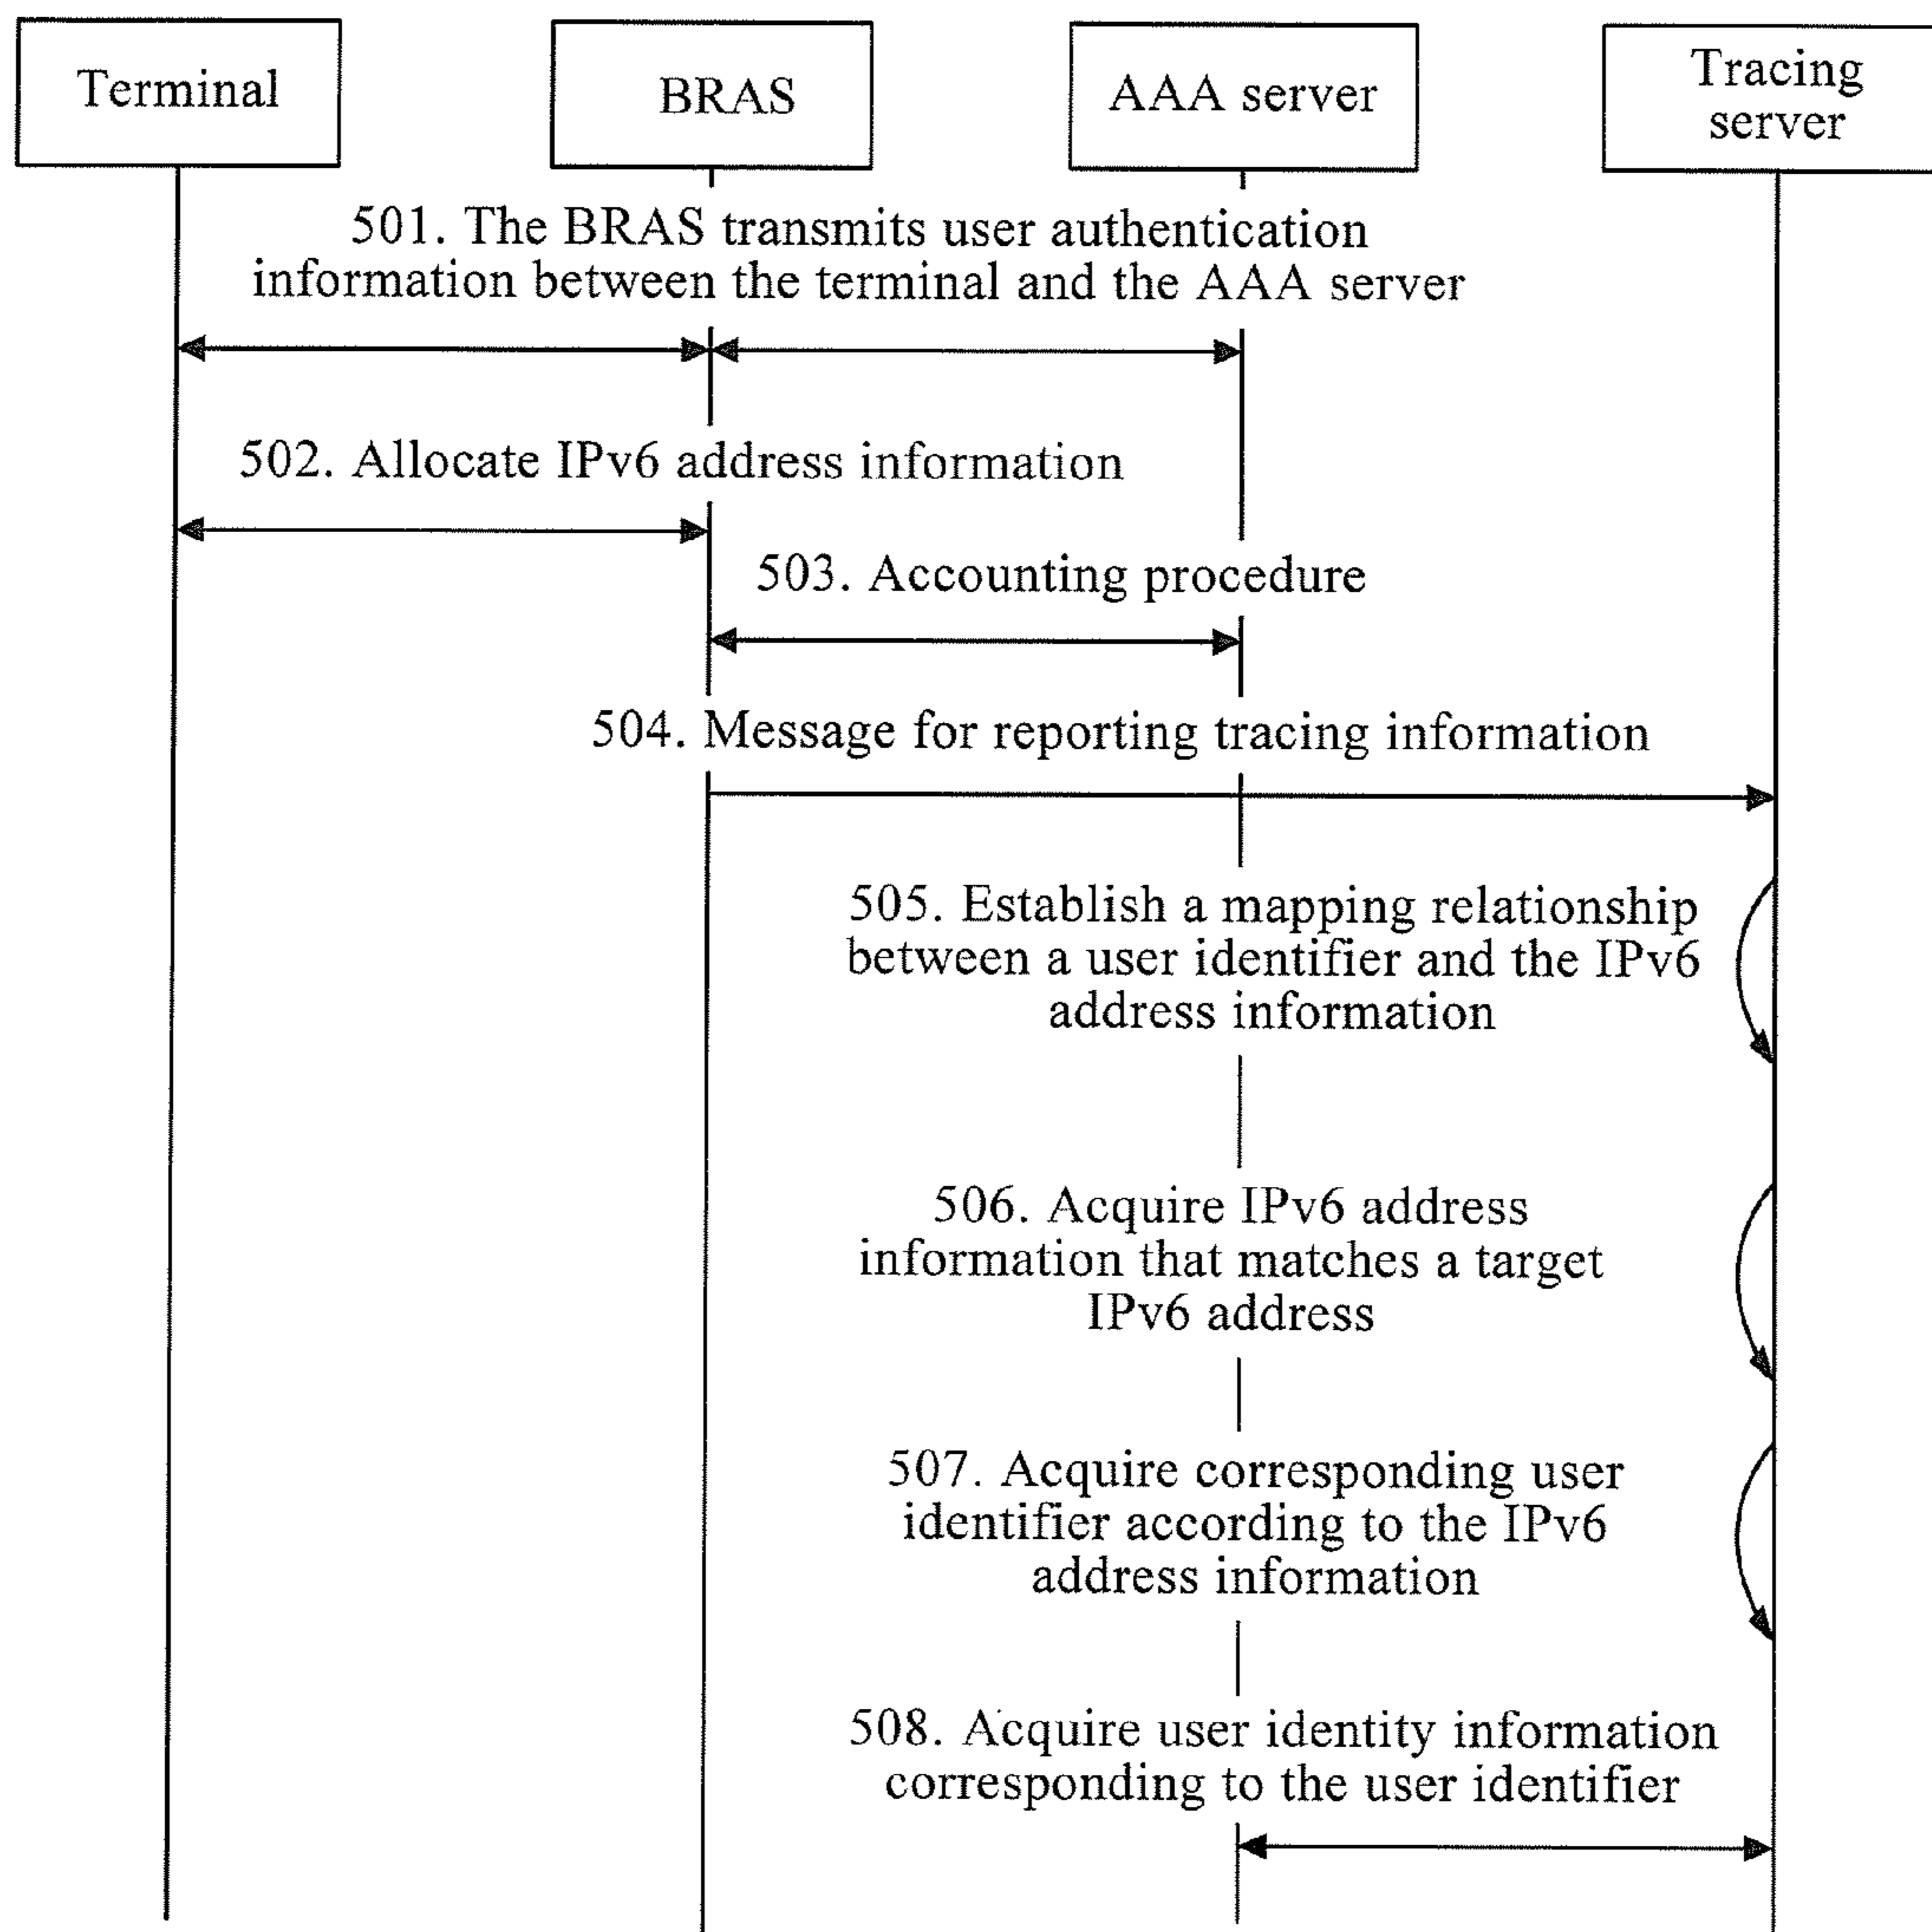 Terminal
BRAS
AAA server
Tracing
server
501. The BRAS transmits user authentication
information between the terminal and the AAA server
502. Allocate IPv6 address information
503. Accounting procedure
504. Message for reporting tracing information
505. Establish a mapping relationship
between a user identifier and the IPv6
address information
506. Acquire IPv6 address
information that matches a target
IPv6 address
507. Acquire corresponding user
identifier according to the IPv6
address information
508. Acquire user identity information
corresponding to the user identifier